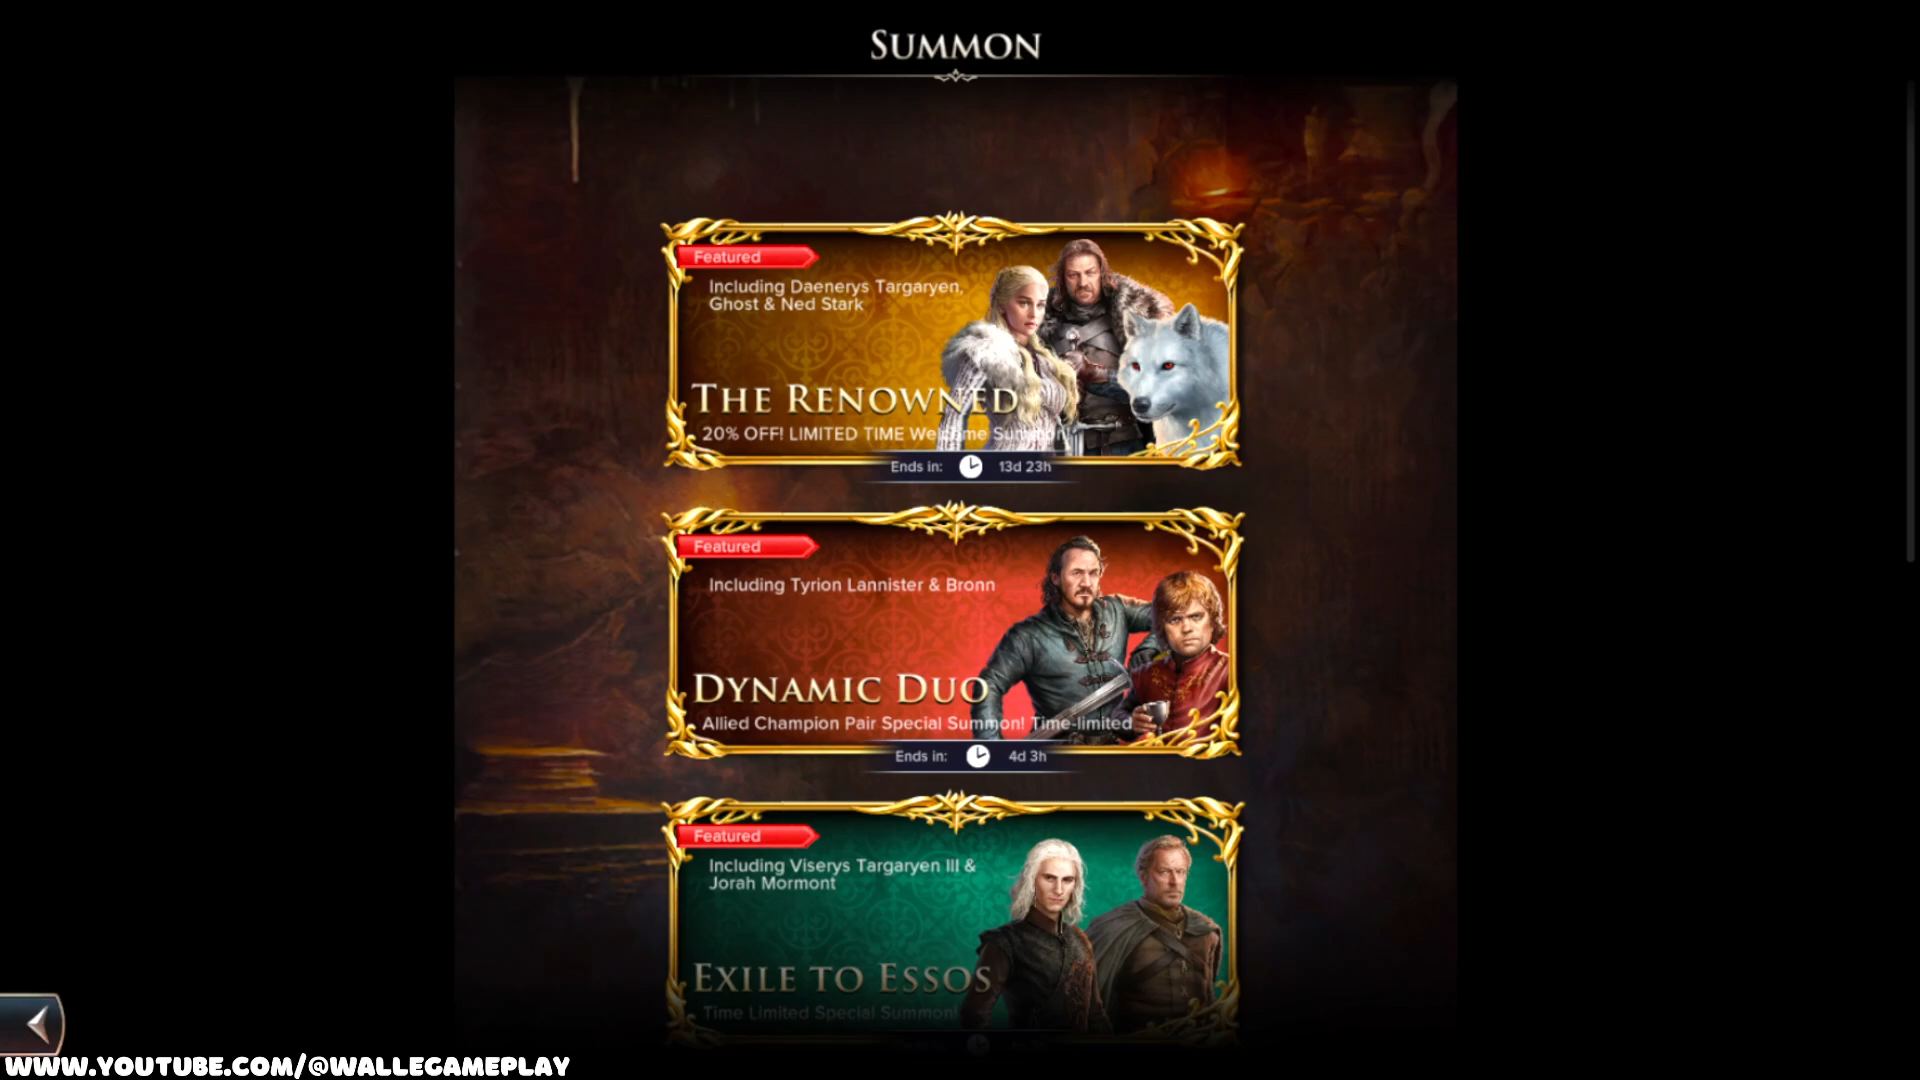 SUMMON
Featured
Including Daenerys Targaryen,
Ghost & Ned Stark
THE RENOWNED
20% OFF! LIMITED TIME Welcome Summon!
Ends in: 13d 23h
Featured
Including Tyrion Lannister & Bronn
DYNAMIC DUO
Allied Champion Pair Special Summon! Time-limited
Ends in: 4d 3h
Featured
Including Viserys Targaryen III &
Jorah Mormont
EXILE TO ESSOS
Time Limited Special Summon!
WWW.YOUTUBE.COM/@WALLEGAMEPLAY